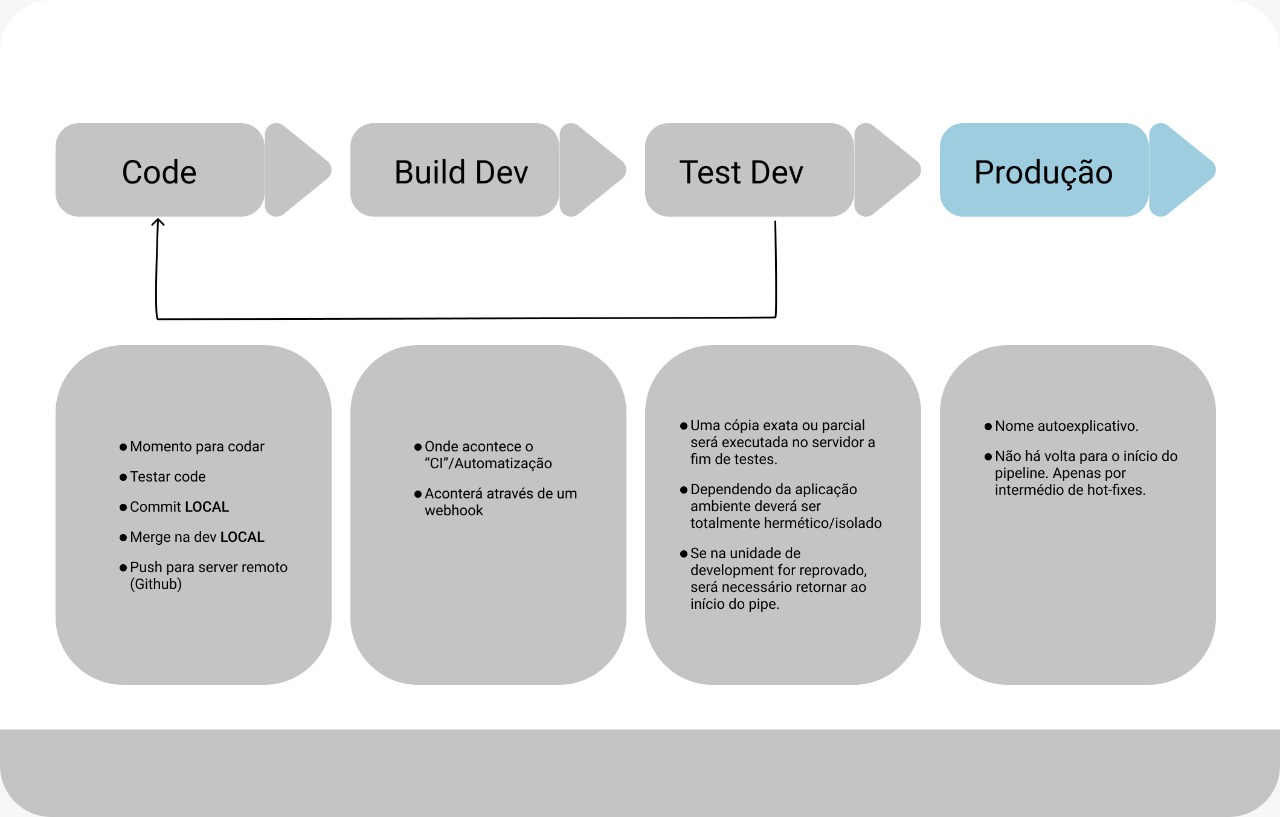 Code
Build Dev
Test Dev
Produção
● Momento para codar
● Testar code
● Commit LOCAL
● Merge na dev LOCAL
● Push para server remoto
(Github)
● Onde acontece o
“CI”/Automatização
● Aconterá através de um
webhook
● Uma cópia exata ou parcial
será executada no servidor a
fim de testes.
● Dependendo da aplicação
ambiente deverá ser
totalmente hermético/isolado
● Se na unidade de
development for reprovado,
será necessário retornar ao
início do pipe.
● Nome autoexplicativo.
● Não há volta para o início do
pipeline. Apenas por
intermédio de hot-fixes.